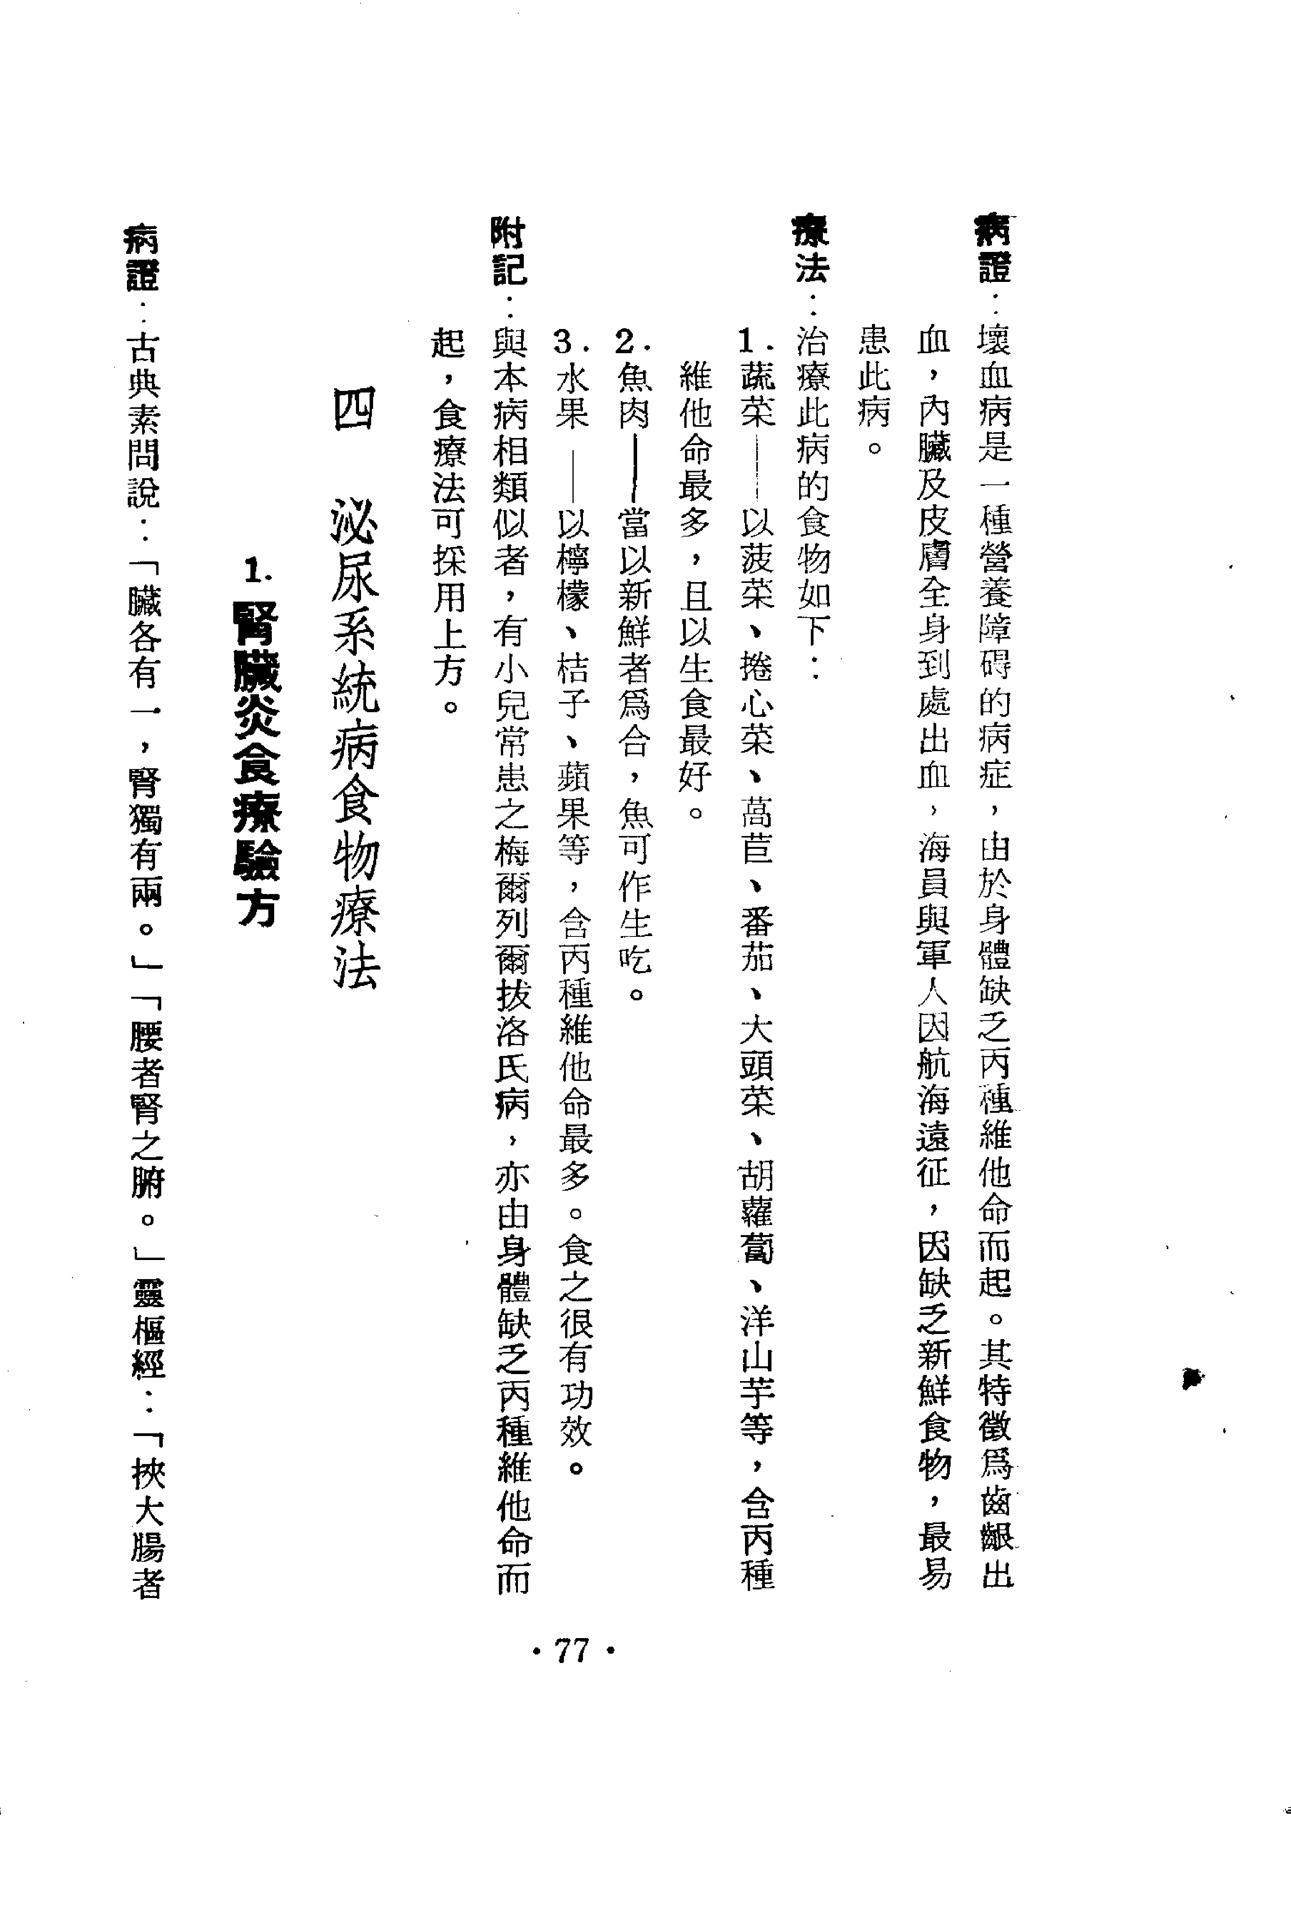 病證：壞血病是一種營養障碍的病症，由於身體缺乏丙種維他命而起。其特徵爲齒齦出
血，內臟及皮膚全身到處出血，海員與軍人因航海遠征，因缺乏新鮮食物，最易
患此病。
療法：治療此病的食物如下：
1.蔬菜——以菠菜、捲心菜、萵苣、番茄、大頭菜、胡蘿蔔、洋山芋等，含丙種
維他命最多，且以生食最好。
2.魚肉——當以新鮮者爲合，魚可作生吃。
3.水果——以檸檬、桔子、蘋果等，含丙種維他命最多。食之很有功效。
附記：與本病相類似者，有小兒常患之梅爾列爾拔洛氏病，亦由身體缺乏丙種維他命而
起，食療法可採用上方。
四　泌尿系統病食物療法
1.腎臟炎食療驗方
病證：古典素問說：「臟各有一，腎獨有兩。」「腰者腎之腑。」靈樞經：「挾大腸者
•77•